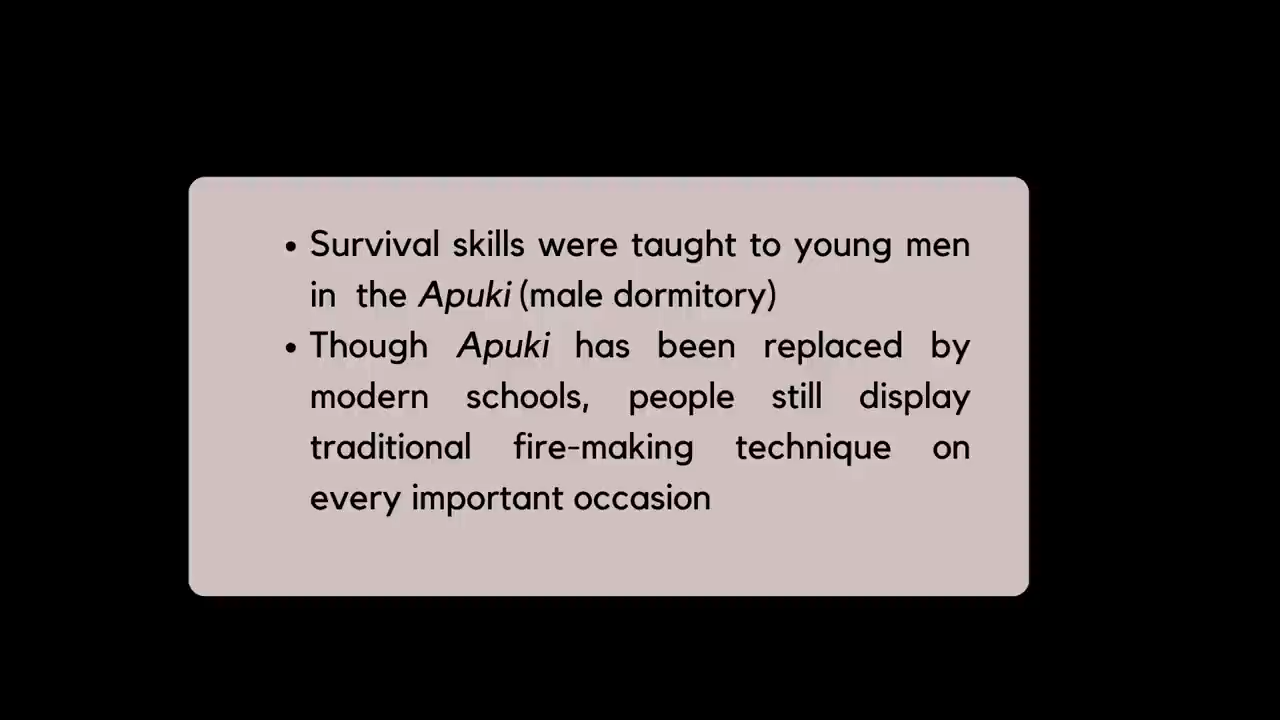 • Survival skills were taught to young men
in the Apuki (male dormitory)
• Though Apuki has been replaced by
modern schools, people still display
traditional fire-making technique on
every important occasion